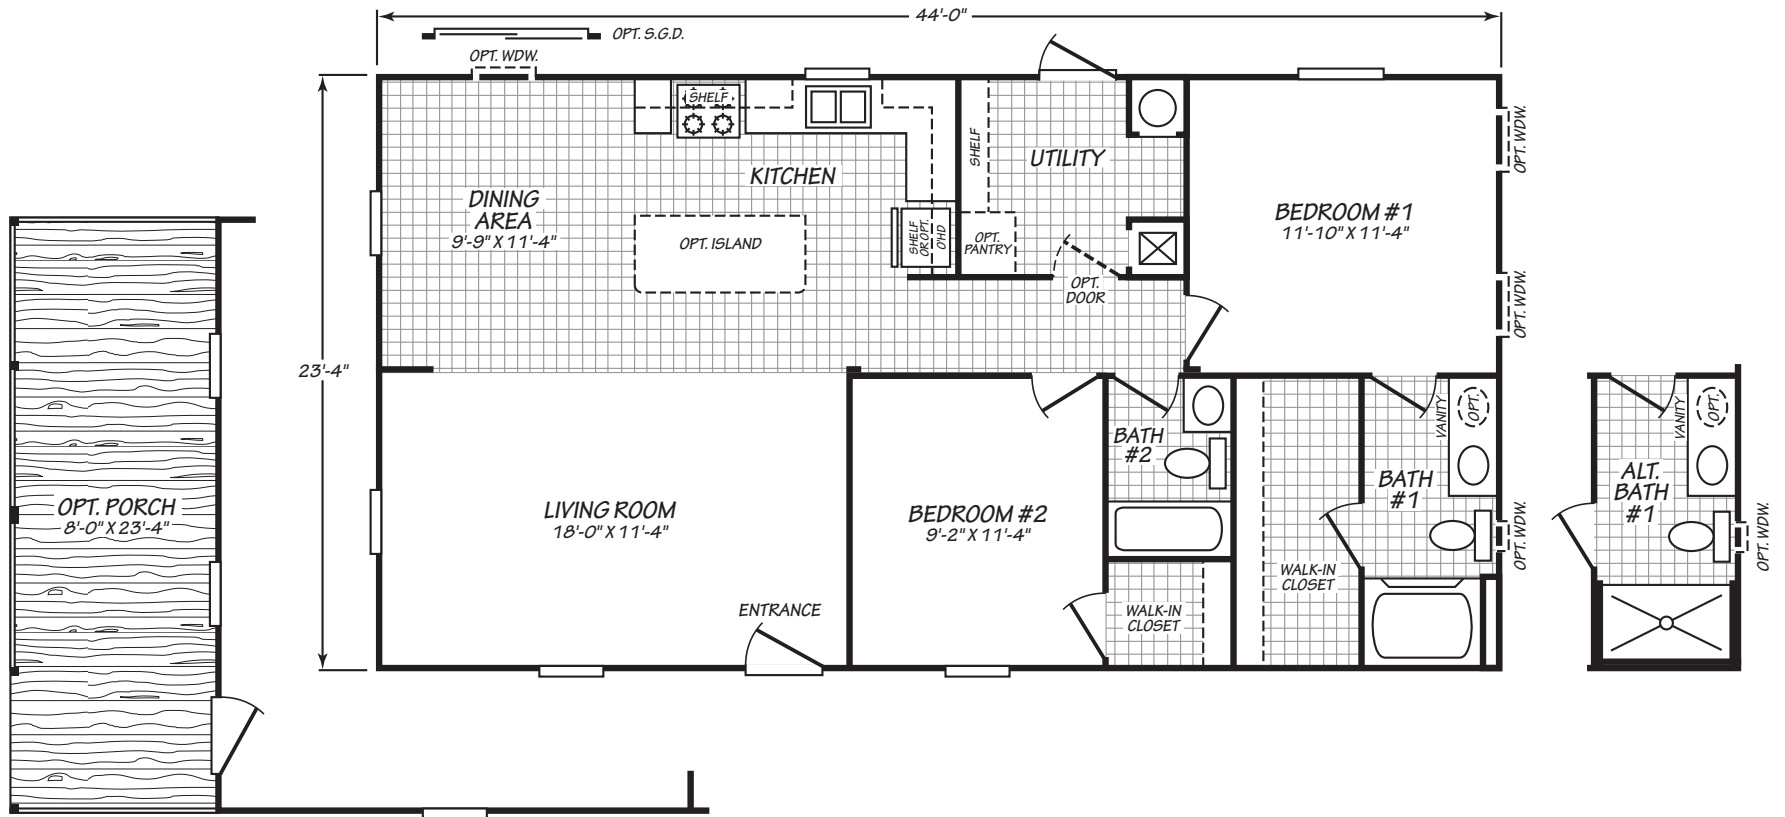 44'-0"
OPT. S.G.D.
OPT. WDW.
SHELF
KITCHEN
DINING
AREA
9'-9" X 11'-4"
OPT. ISLAND
SHELF
OR OPT.
O'HD
SHELF
UTILITY
OPT.
PANTRY
OPT.
DOOR
BEDROOM #1
11'-10" X 11'-4"
OPT. WDW.
OPT. WDW.
23'-4"
OPT. PORCH
8'-0" X 23'-4"
LIVING ROOM
18'-0" X 11'-4"
ENTRANCE
BEDROOM #2
9'-2" X 11'-4"
BATH
#2
WALK-IN
CLOSET
WALK-IN
CLOSET
VANITY
OPT.
BATH
#1
OPT. WDW.
VANITY
OPT.
ALT.
BATH
#1
OPT. WDW.